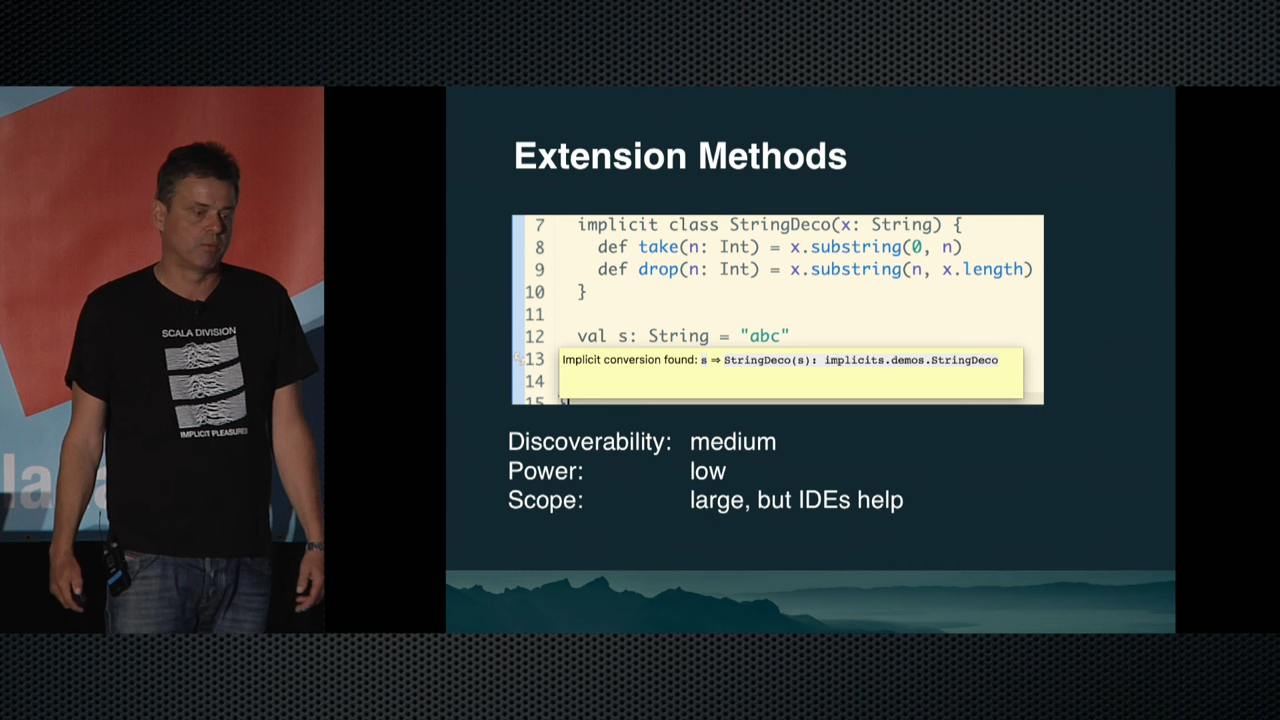 Extension Methods
7 implicit class StringDeco(x: String) {
8 def take(n: Int) = x.substring(0, n)
9 def drop(n: Int) = x.substring(n, x.length)
10 }
11
12 val s: String = "abc"
13 Implicit conversion found: s ⇒ StringDeco(s): implicits.demos.StringDeco
14
15 }
Discoverability: medium
Power: low
Scope: large, but IDEs help
SCALA DIVISION
IMPLICIT PLEASURES